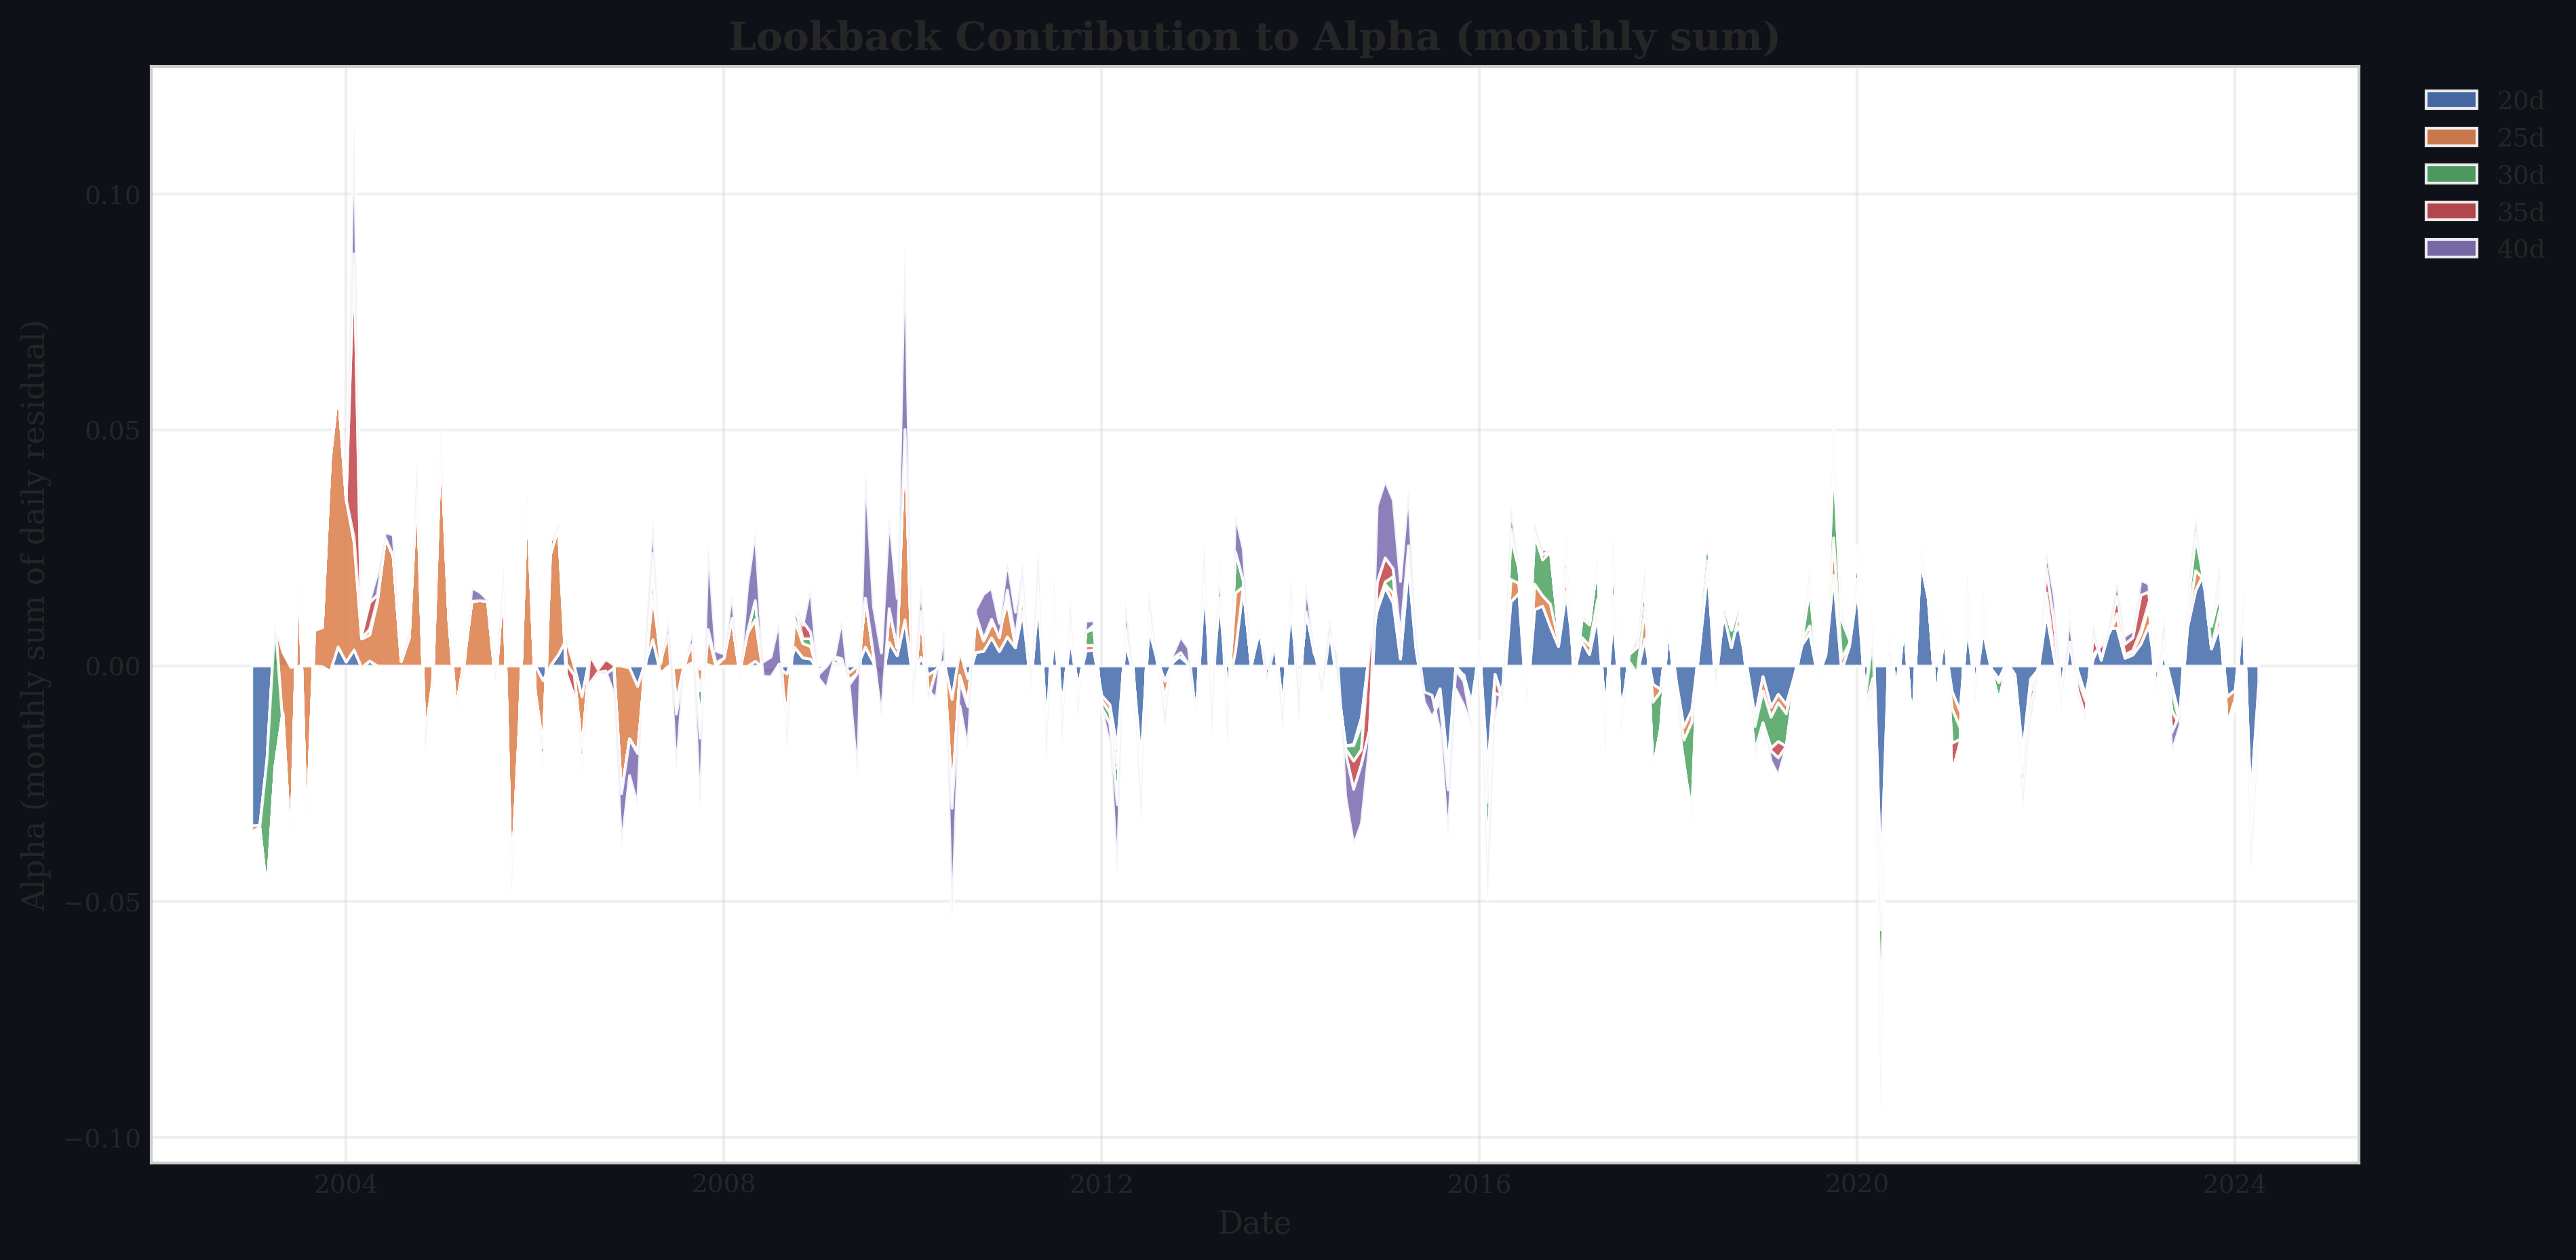 Lookback Contribution to Alpha (monthly sum)
20d
25d
30d
35d
40d
Alpha (monthly sum of daily residual)
0.10
0.05
0.00
−0.05
−0.10
2004 2008 2012 2016 2020 2024
Date